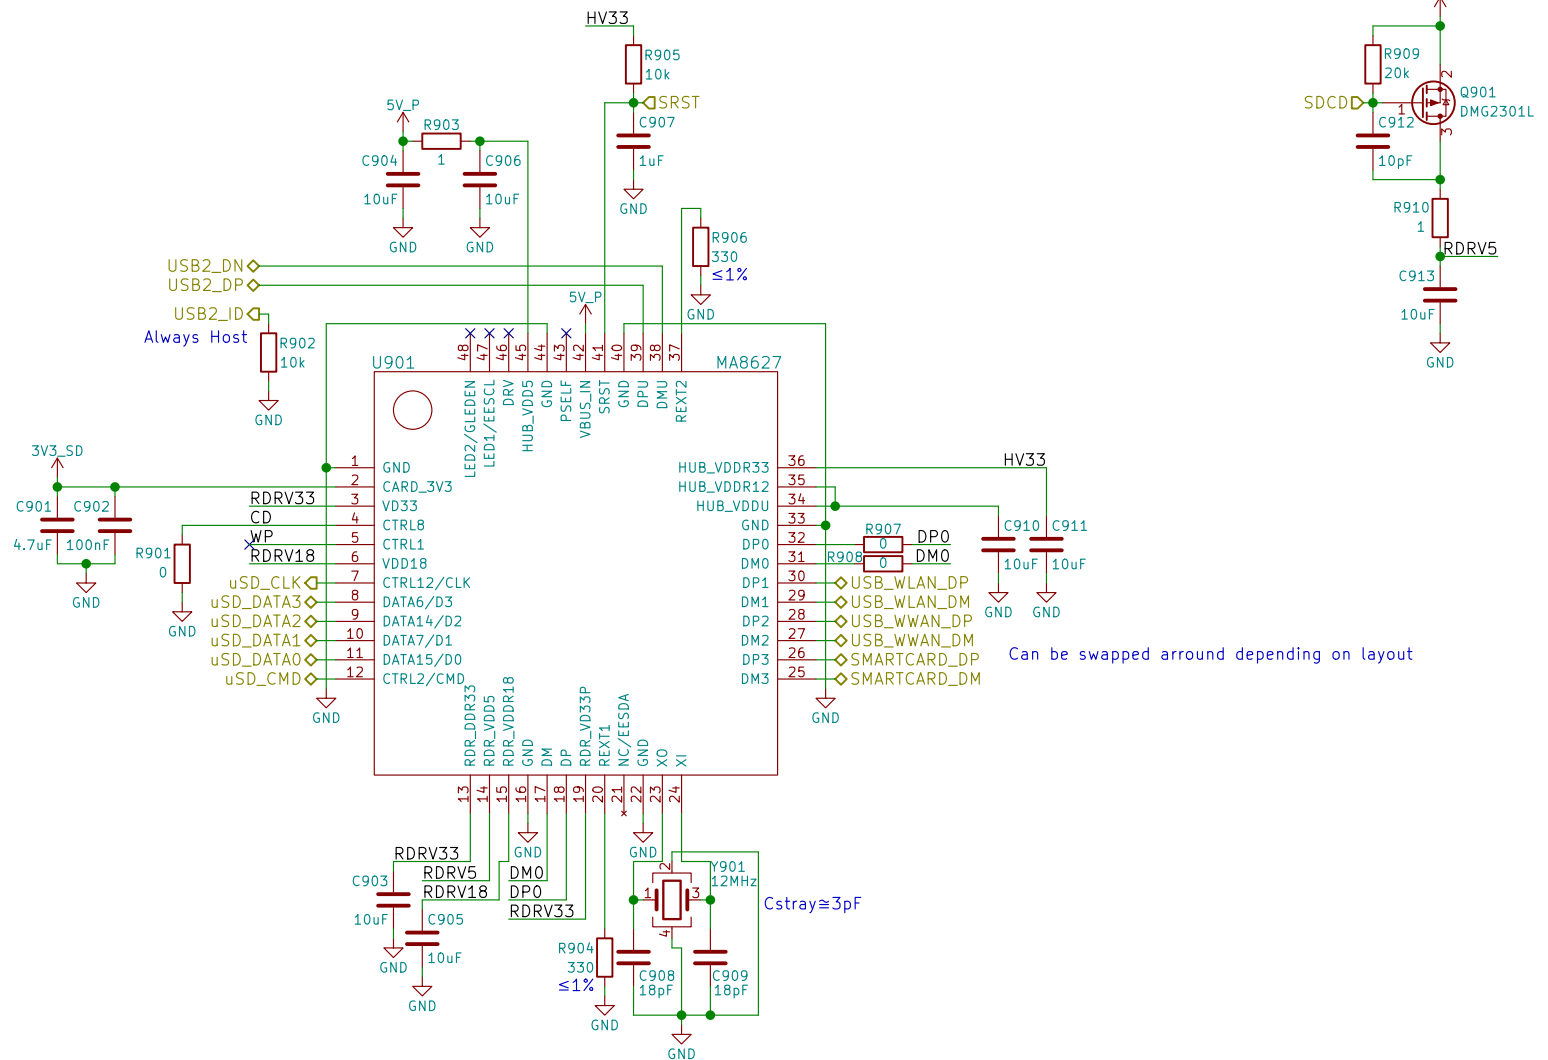 HV33
R905
10k
SRST
C907
1uF
GND
5V_P
R903
1
C904
10uF
GND
C906
10uF
GND
R906
330
≤1%
GND
R909
20k
SDCD
1
2
3
Q901
DMG2301L
C912
10pF
R910
1
RDRV5
C913
10uF
GND
USB2_DN
USB2_DP
USB2_ID
Always Host
R902
10k
GND
5V_P
U901
MA8627
48 47 46 45 44 43 42 41 40 39 38 37
LED2/GLEDEN
LED1/EESCL
DRV
HUB_VDD5
GND
PSELF
VBUS_IN
SRST
GND
DPU
DMU
REXT2
3V3_SD
C901
4.7uF
C902
100nF
GND
R901
0
GND
1 GND
2 CARD_3V3
RDRV33 3 VD33
CD 4 CTRL8
WP 5 CTRL1
RDRV18 6 VDD18
uSD_CLK 7 CTRL12/CLK
uSD_DATA3 8 DATA6/D3
uSD_DATA2 9 DATA14/D2
uSD_DATA1 10 DATA7/D1
uSD_DATA0 11 DATA15/D0
uSD_CMD 12 CTRL2/CMD
GND
HUB_VDDR33 36 HV33
HUB_VDDR12 35
HUB_VDDU 34
GND 33
DP0 32 R907 0 DP0
DM0 31 R908 0 DM0
DP1 30 USB_WLAN_DP
DM1 29 USB_WLAN_DM
DP2 28 USB_WWAN_DP
DM2 27 USB_WWAN_DM
DP3 26 SMARTCARD_DP
DM3 25 SMARTCARD_DM
GND
C910
10uF
GND
C911
10uF
GND
Can be swapped arround depending on layout
RDR_DDR33
RDR_VDD5
RDR_VDDR18
GND
DM
DP
RDR_VD33P
REXT1
NC/EESDA
GND
XO
XI
13 14 15 16 17 18 19 20 21 22 23 24
GND
GND
RDRV33
RDRV5
RDRV18
DM0
DP0
RDRV33
C903
10uF
GND
C905
10uF
GND
R904
330
≤1%
GND
Y901
12MHz
1
2
3
4
Cstray≅3pF
C908
18pF
C909
18pF
GND